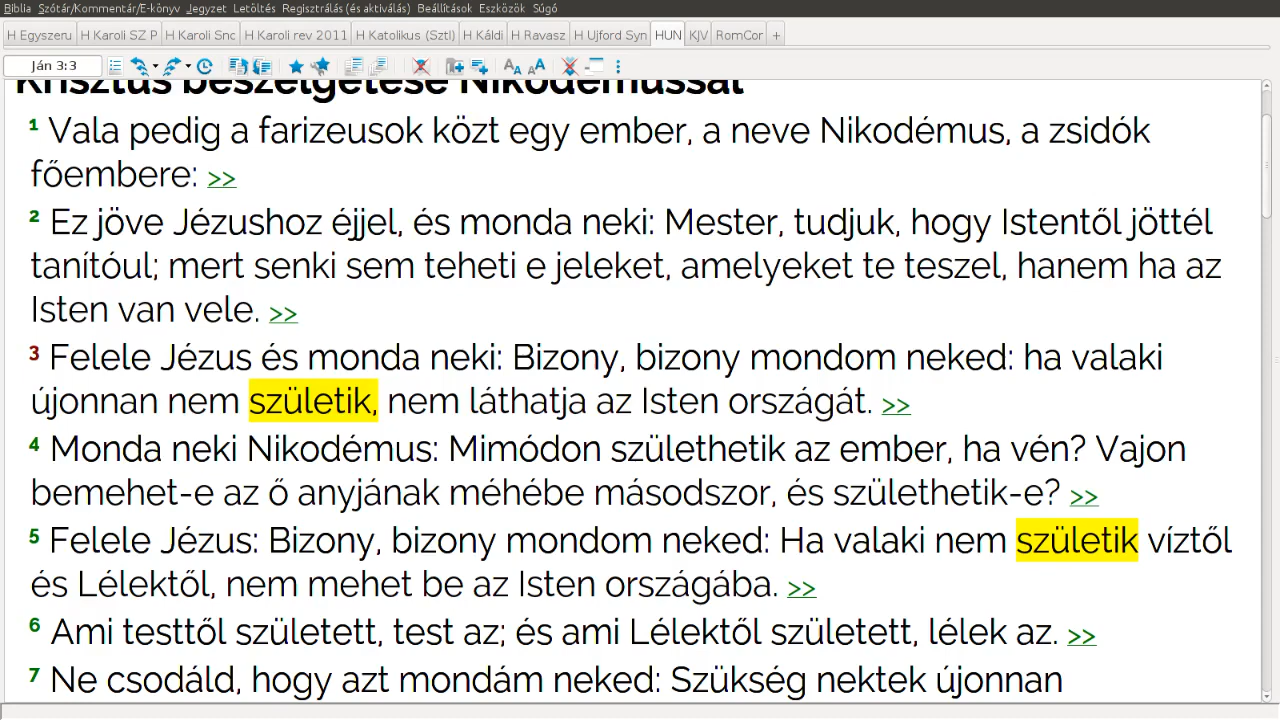 Biblia Szótár/Kommentár/E-könyv Jegyzet Letöltés Regisztrálás (és aktiválás) Beállítások Eszközök Súgó
H Egyszeru H Karoli SZ P H Karoli Snc H Karoli rev 2011 H Katolikus (SztI) H Káldi H Ravasz H Ujford Syn HUN KJV RomCor +
Ján 3:3
Krisztus beszélgetése Nikodémussal
1 Vala pedig a farizeusok közt egy ember, a neve Nikodémus, a zsidók
főembere: >>
2 Ez jöve Jézushoz éjjel, és monda neki: Mester, tudjuk, hogy Istentől jöttél
tanítóul; mert senki sem teheti e jeleket, amelyeket te teszel, hanem ha az
Isten van vele. >>
3 Felele Jézus és monda neki: Bizony, bizony mondom neked: ha valaki
újonnan nem születik, nem láthatja az Isten országát. >>
4 Monda neki Nikodémus: Mimódon születhetik az ember, ha vén? Vajon
bemehet-e az ő anyjának méhébe másodszor, és születhetik-e? >>
5 Felele Jézus: Bizony, bizony mondom neked: Ha valaki nem születik víztől
és Lélektől, nem mehet be az Isten országába. >>
6 Ami testtől született, test az; és ami Lélektől született, lélek az. >>
7 Ne csodáld, hogy azt mondám neked: Szükség nektek újonnan